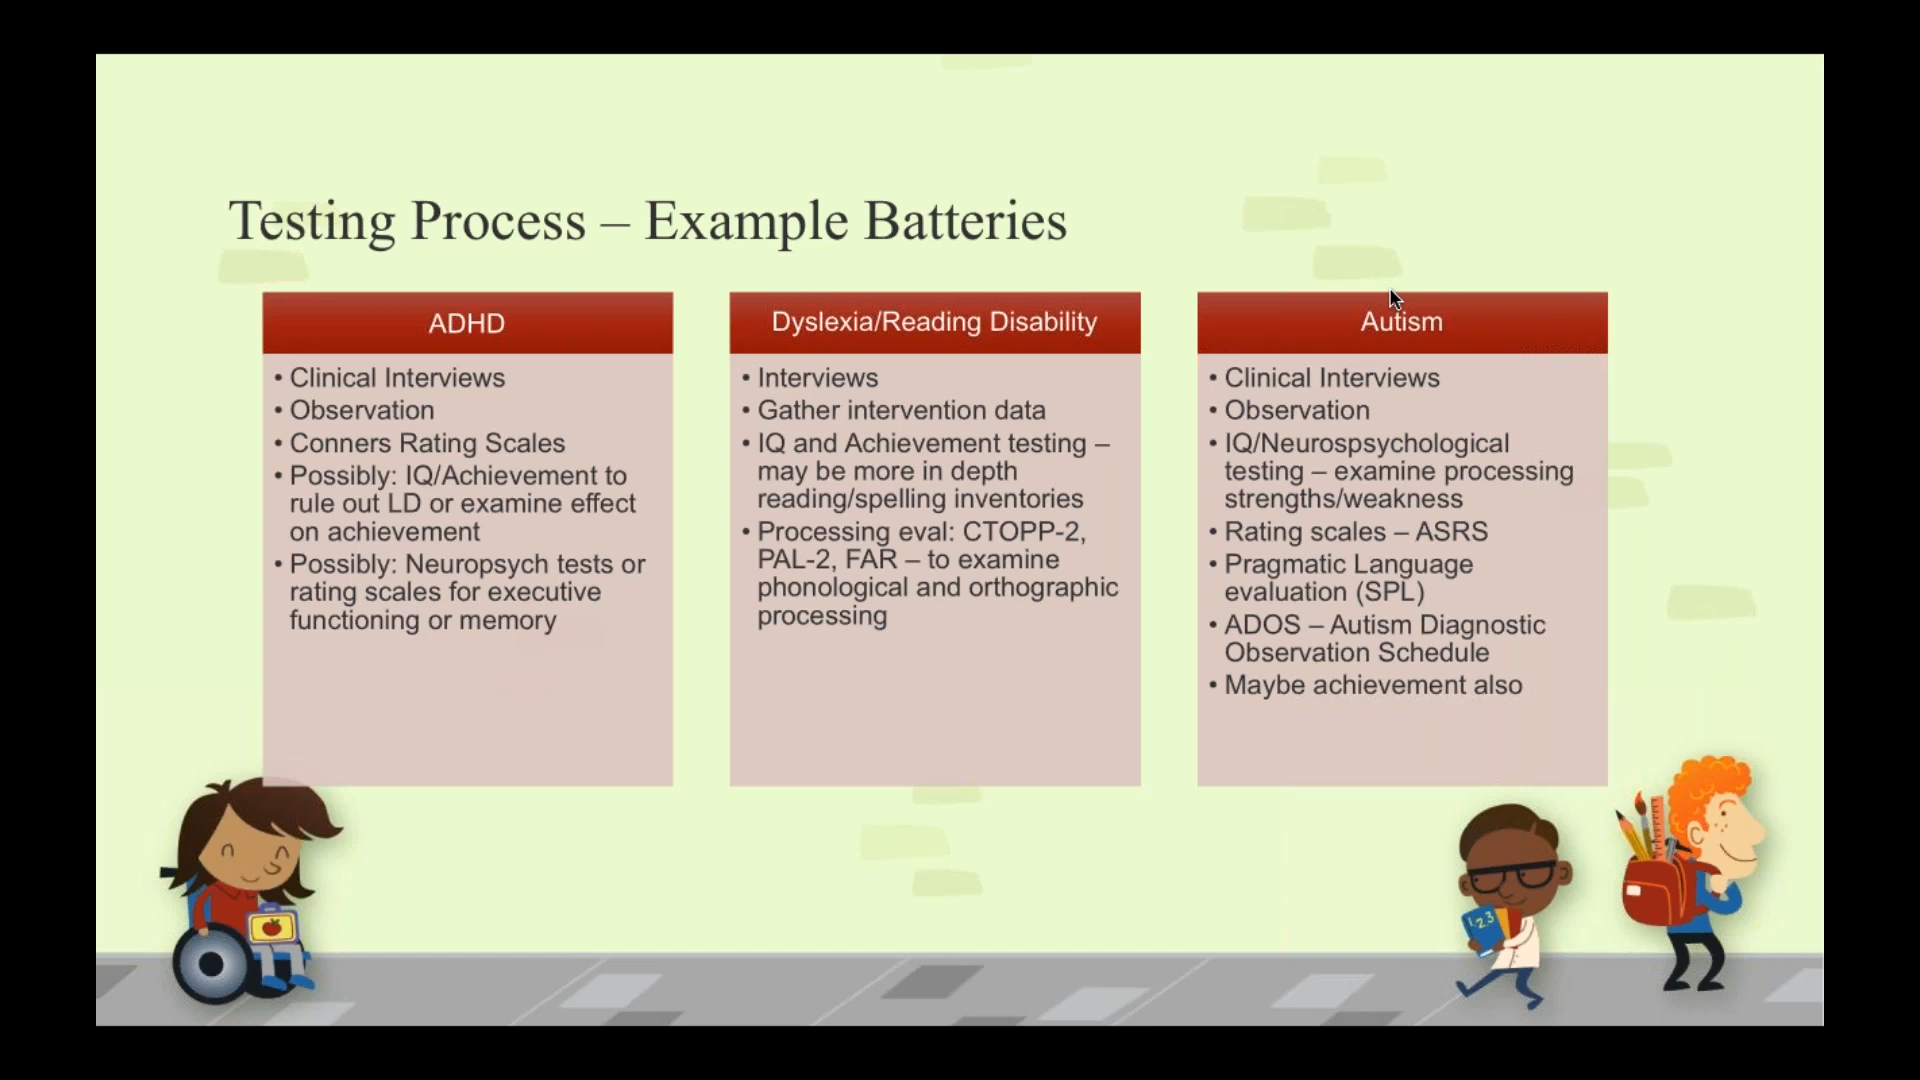 Testing Process – Example Batteries
ADHD
• Clinical Interviews
• Observation
• Conners Rating Scales
• Possibly: IQ/Achievement to
rule out LD or examine effect
on achievement
• Possibly: Neuropsych tests or
rating scales for executive
functioning or memory
Dyslexia/Reading Disability
• Interviews
• Gather intervention data
• IQ and Achievement testing –
may be more in depth
reading/spelling inventories
• Processing eval: CTOPP-2,
PAL-2, FAR – to examine
phonological and orthographic
processing
Autism
• Clinical Interviews
• Observation
• IQ/Neurospsychological
testing – examine processing
strengths/weakness
• Rating scales – ASRS
• Pragmatic Language
evaluation (SPL)
• ADOS – Autism Diagnostic
Observation Schedule
• Maybe achievement also
1,2,3